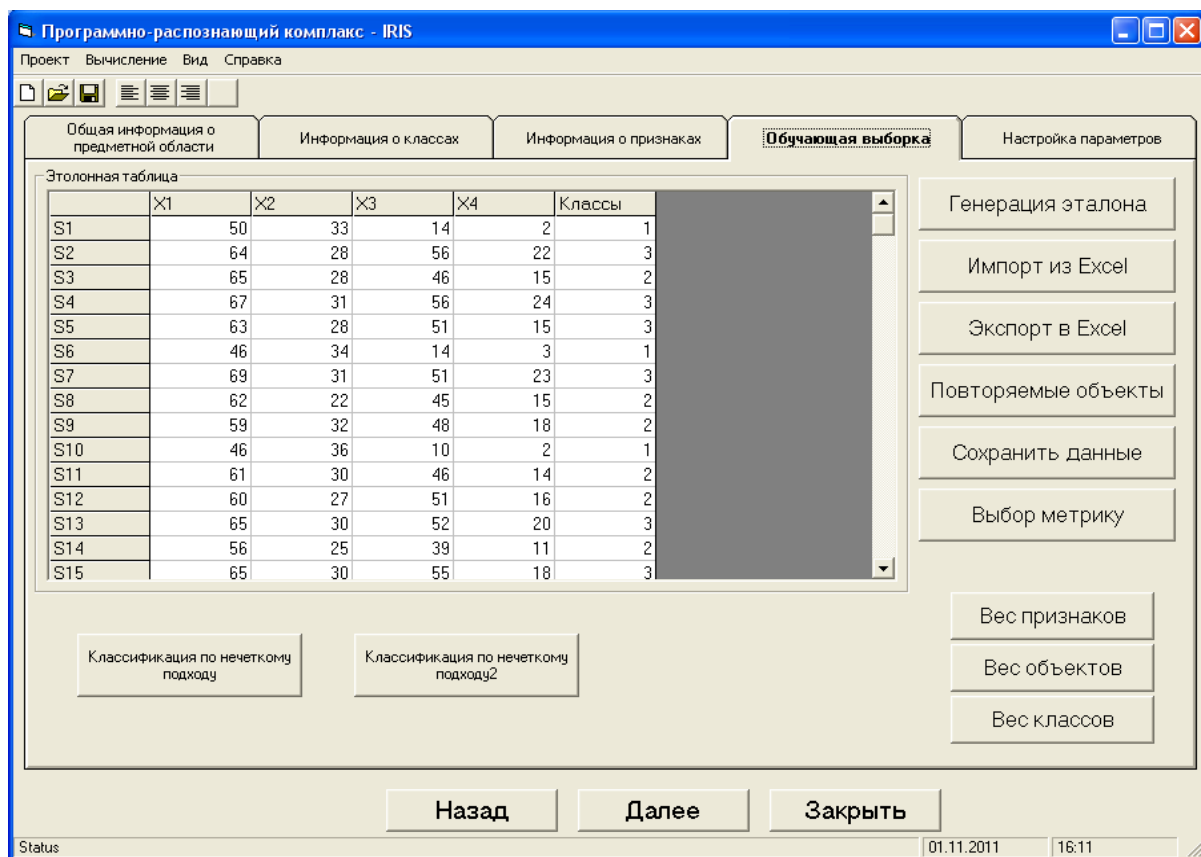 Программно-распознающий комплакс - IRIS
Проект Вычисление Вид Справка
Общая информация о предметной области
Информация о классах
Информация о признаках
Обучающая выборка
Настройка параметров
Этолонная таблица
X1 X2 X3 X4 Классы
S1 50 33 14 2 1
S2 64 28 56 22 3
S3 65 28 46 15 2
S4 67 31 56 24 3
S5 63 28 51 15 3
S6 46 34 14 3 1
S7 69 31 51 23 3
S8 62 22 45 15 2
S9 59 32 48 18 2
S10 46 36 10 2 1
S11 61 30 46 14 2
S12 60 27 51 16 2
S13 65 30 52 20 3
S14 56 25 39 11 2
S15 65 30 55 18 3
Генерация эталона
Импорт из Excel
Экспорт в Excel
Повторяемые объекты
Сохранить данные
Выбор метрику
Вес признаков
Вес объектов
Вес классов
Классификация по нечеткому
подходу
Классификация по нечеткому
подходу2
Назад Далее Закрыть
Status 01.11.2011 16:11